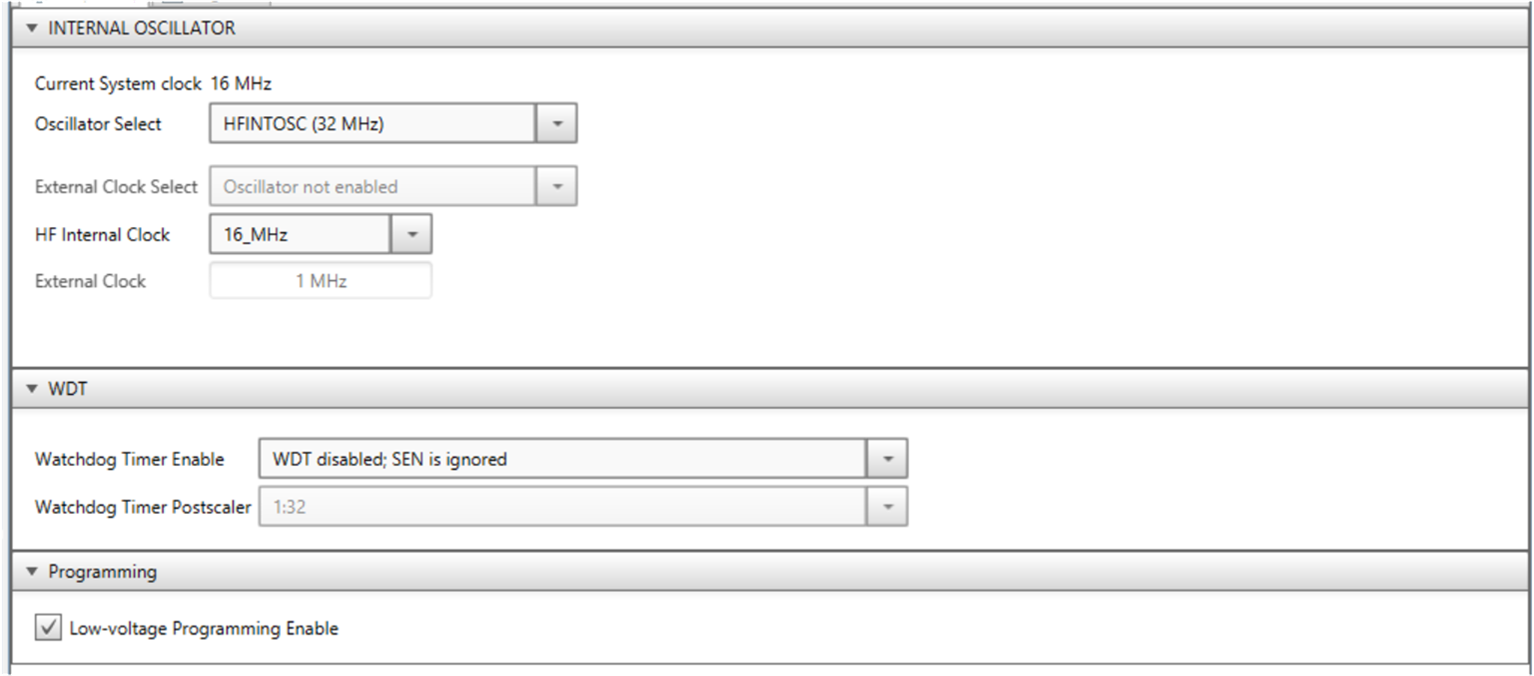 INTERNAL OSCILLATOR
Current System clock 16 MHz
Oscillator Select HFINTOSC (32 MHz)
External Clock Select Oscillator not enabled
HF Internal Clock 16_MHz
External Clock 1 MHz
WDT
Watchdog Timer Enable WDT disabled; SEN is ignored
Watchdog Timer Postscaler 1:32
Programming
Low-voltage Programming Enable